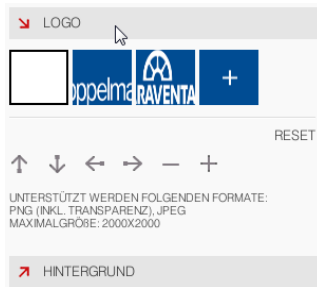 LOGO
oppelma
RAVENTA
RESET
UNTERSTÜTZT WERDEN FOLGENDEN FORMATE:
PNG (INKL. TRANSPARENZ), JPEG
MAXIMALGRÖßE: 2000X2000
HINTERGRUND